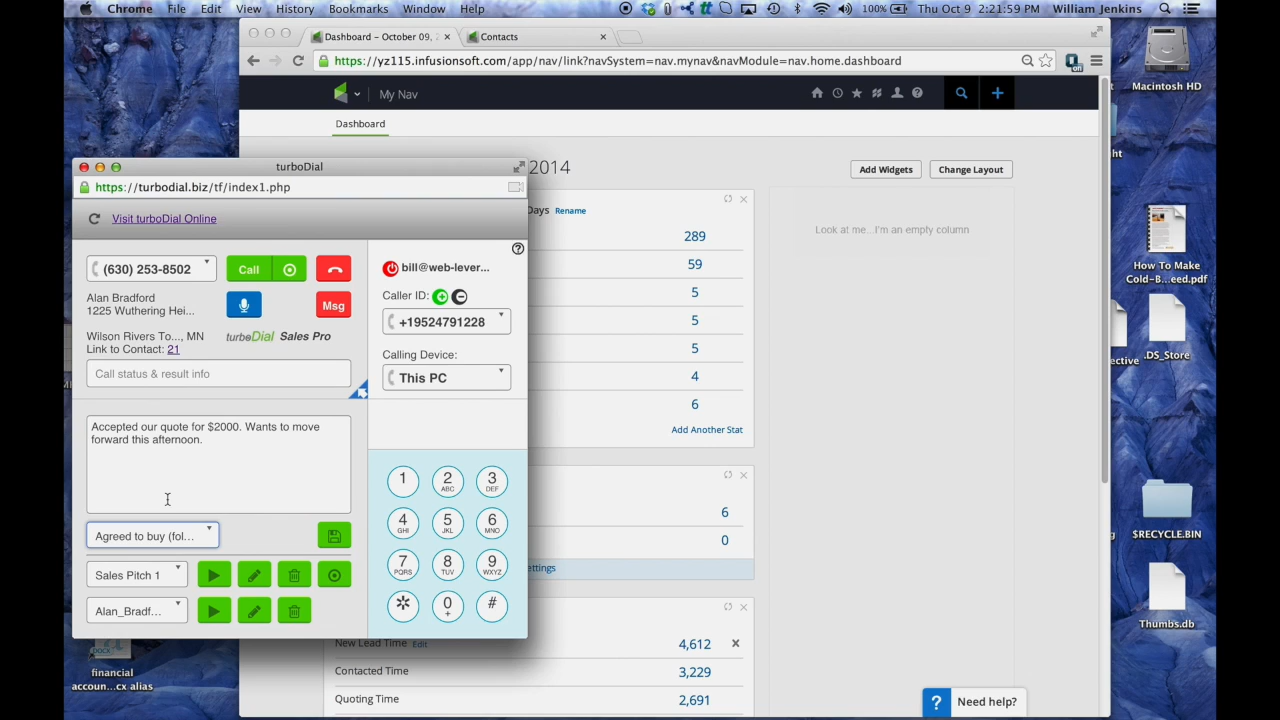 Chrome File Edit View History Bookmarks Window Help 100% Thu Oct 9 2:21:59 PM William Jenkins
Dashboard – October 09, × Contacts ×
https://yz115.infusionsoft.com/app/nav/link?navSystem=nav.mynav&navModule=nav.home.dashboard
on
My Nav
Dashboard
2014
Add Widgets Change Layout
Days Rename
Look at me...I'm an empty column
289
59
5
5
5
4
6
Add Another Stat
6
0
ettings
New Lead Time Edit 4,612
Contacted Time 3,229
Quoting Time 2,691
? Need help?
turboDial
https://turbodial.biz/tf/index1.php
Visit turboDial Online
(630) 253-8502 Call
Alan Bradford
1225 Wuthering Hei...
Msg
Wilson Rivers To..., MN
turboDial Sales Pro
Link to Contact: 21
Call status & result info
Accepted our quote for $2000. Wants to move
forward this afternoon.
Agreed to buy (fol...
Sales Pitch 1
Alan_Bradf...
?
bill@web-lever...
Caller ID:
+19524791228
Calling Device:
This PC
1 2 ABC 3 DEF
4 GHI 5 JKL 6 MNO
7 PQRS 8 TUV 9 WXYZ
* 0 + #
Macintosh HD
ht
How To Make
Cold-B...eed.pdf
ective
.DS_Store
$RECYCLE.BIN
g
Thumbs.db
DOCX
financial
accoun...cx alias